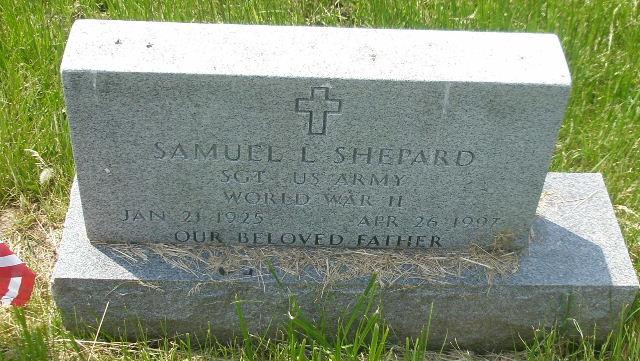 SAMUEL L SHEPARD
SGT US ARMY
WORLD WAR II
JAN 21 1925 APR 26 1997
OUR BELOVED FATHER